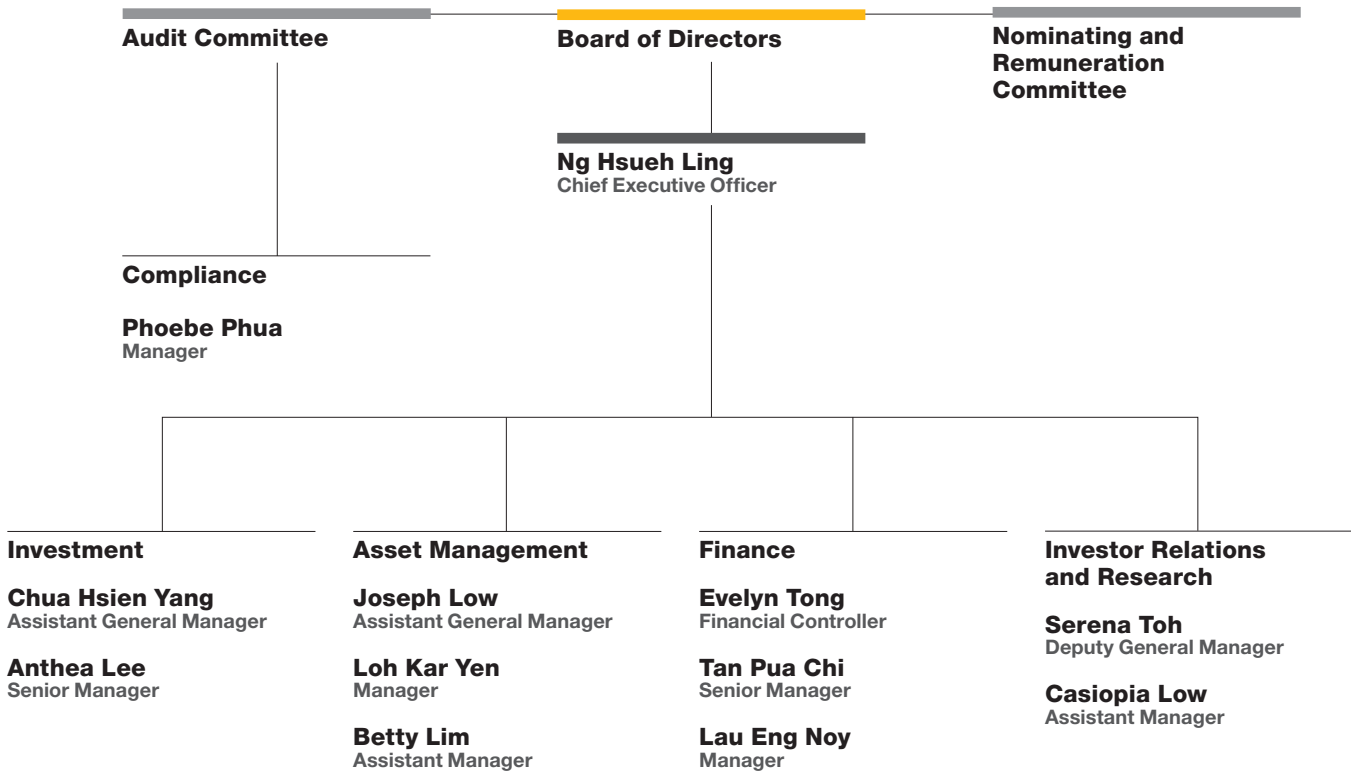 Audit Committee
Board of Directors
Nominating and
Remuneration
Committee
Ng Hsueh Ling
Chief Executive Officer
Compliance
Phoebe Phua
Manager
Investment
Chua Hsien Yang
Assistant General Manager
Anthea Lee
Senior Manager
Asset Management
Joseph Low
Assistant General Manager
Loh Kar Yen
Manager
Betty Lim
Assistant Manager
Finance
Evelyn Tong
Financial Controller
Tan Pua Chi
Senior Manager
Lau Eng Noy
Manager
Investor Relations
and Research
Serena Toh
Deputy General Manager
Casiopia Low
Assistant Manager